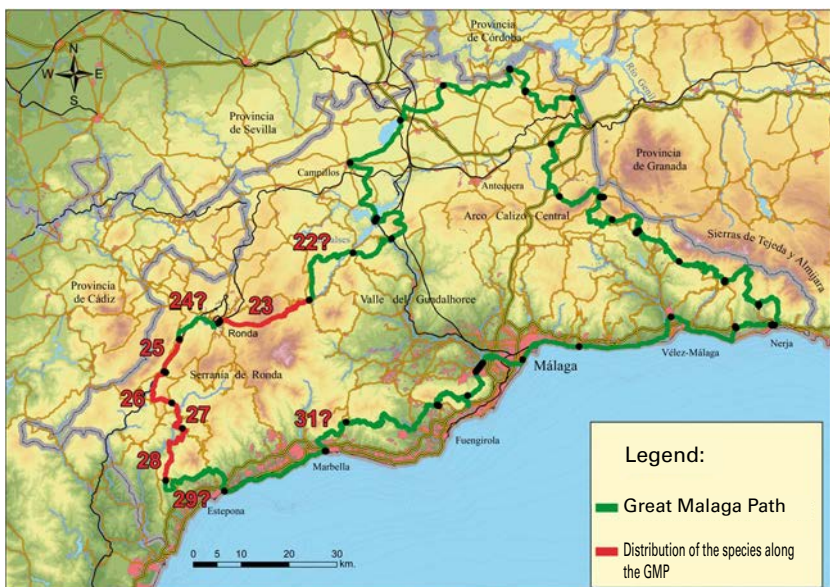 Provincia
de Córdoba
Río Genil
N
W E
S
Provincia
de Sevilla
Provincia
de Granada
Campillos
Antequera
Arco Calizo Central
Sierras de Tejeda y Almijara
22?
Provincia
de Cádiz
24?
23
Valle del Guadalhorce
Ronda
25
Nerja
Vélez-Málaga
Málaga
Serranía de Ronda
26
27
31?
Fuengirola
Marbella
28
29?
Estepona
0 5 10 20 30
km.
Legend:
Great Malaga Path
Distribution of the species along
the GMP